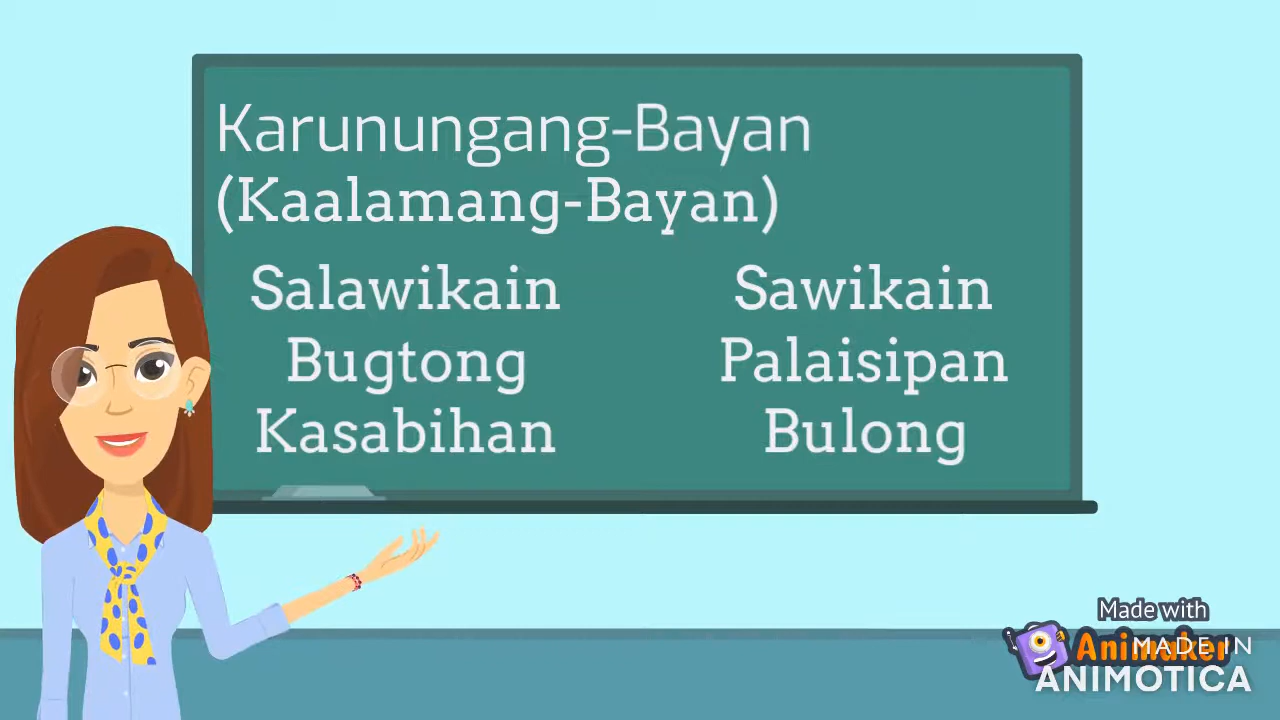 Karunungang-Bayan
(Kaalamang-Bayan)
Salawikain Sawikain
Bugtong Palaisipan
Kasabihan Bulong
Made with
Animaker
MADE IN
ANIMOTICA